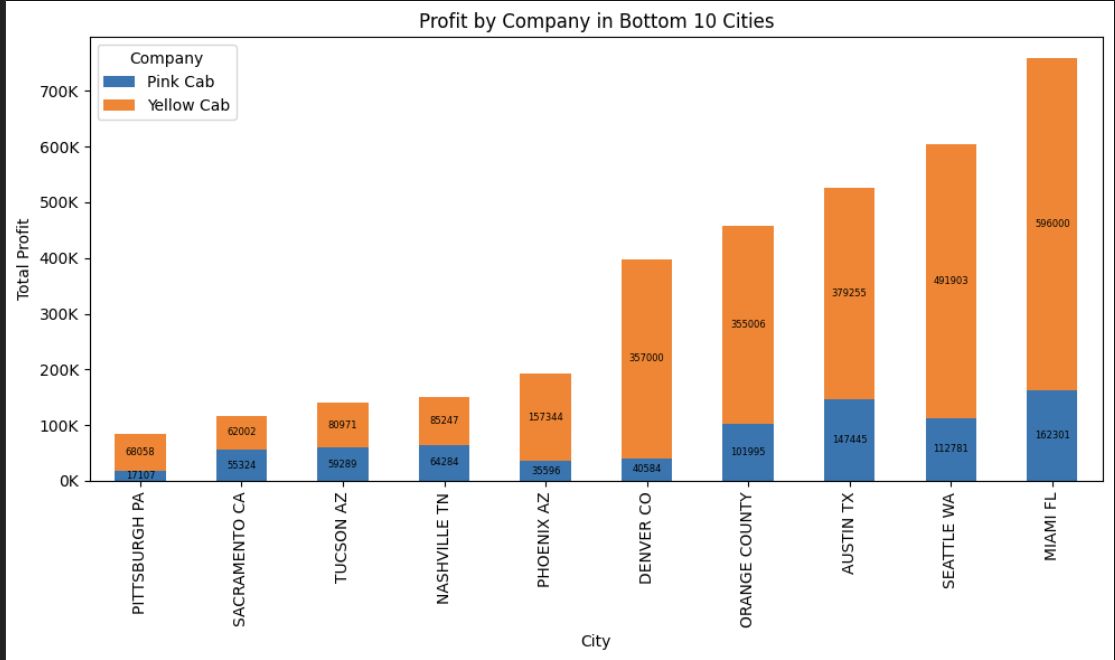 Profit by Company in Bottom 10 Cities
Company
Pink Cab
Yellow Cab
Total Profit
700K
600K
500K
400K
300K
200K
100K
0K
68058
17107
62002
55324
80971
59289
85247
64284
157344
35596
357000
40584
355006
101995
379255
147445
491903
112781
596000
162301
PITTSBURGH PA
SACRAMENTO CA
TUCSON AZ
NASHVILLE TN
PHOENIX AZ
DENVER CO
ORANGE COUNTY
AUSTIN TX
SEATTLE WA
MIAMI FL
City